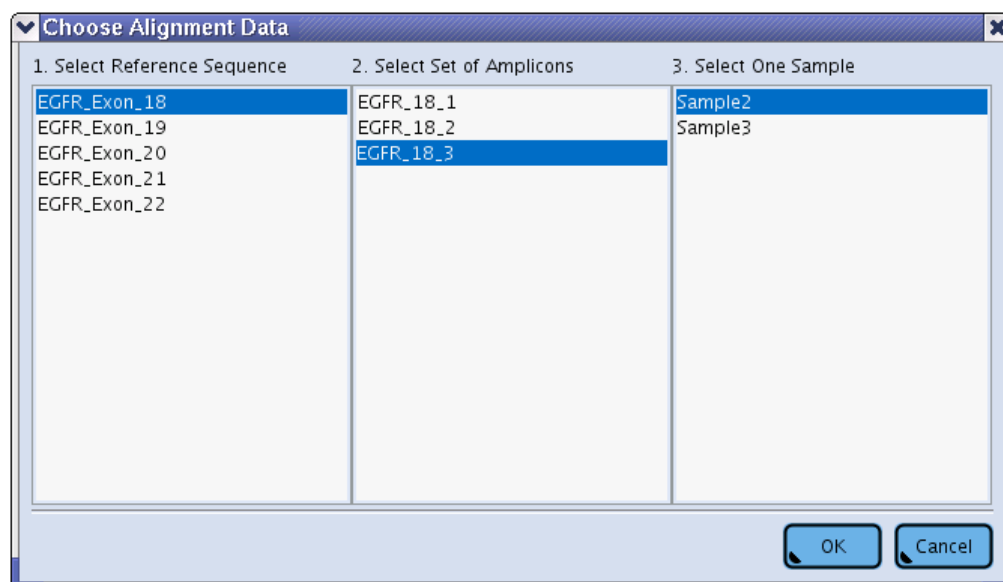 Choose Alignment Data
1. Select Reference Sequence
EGFR_Exon_18
EGFR_Exon_19
EGFR_Exon_20
EGFR_Exon_21
EGFR_Exon_22
2. Select Set of Amplicons
EGFR_18_1
EGFR_18_2
EGFR_18_3
3. Select One Sample
Sample2
Sample3
OK
Cancel